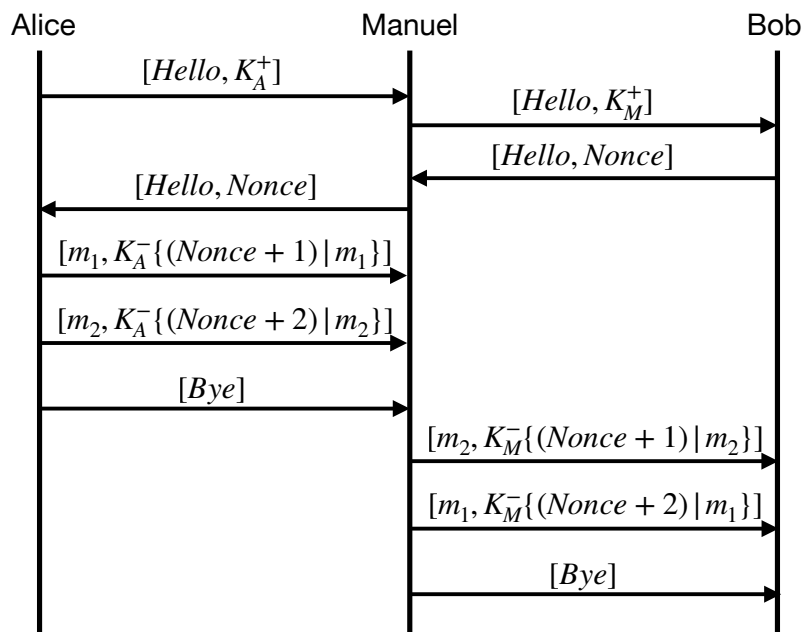 Alice Manuel Bob
[Hello, K_A^+]
[Hello, K_M^+]
[Hello, Nonce]
[Hello, Nonce]
[m_1, K_A^-{(Nonce + 1) | m_1}]
[m_2, K_A^-{(Nonce + 2) | m_2}]
[Bye]
[m_2, K_M^-{(Nonce + 1) | m_2}]
[m_1, K_M^-{(Nonce + 2) | m_1}]
[Bye]